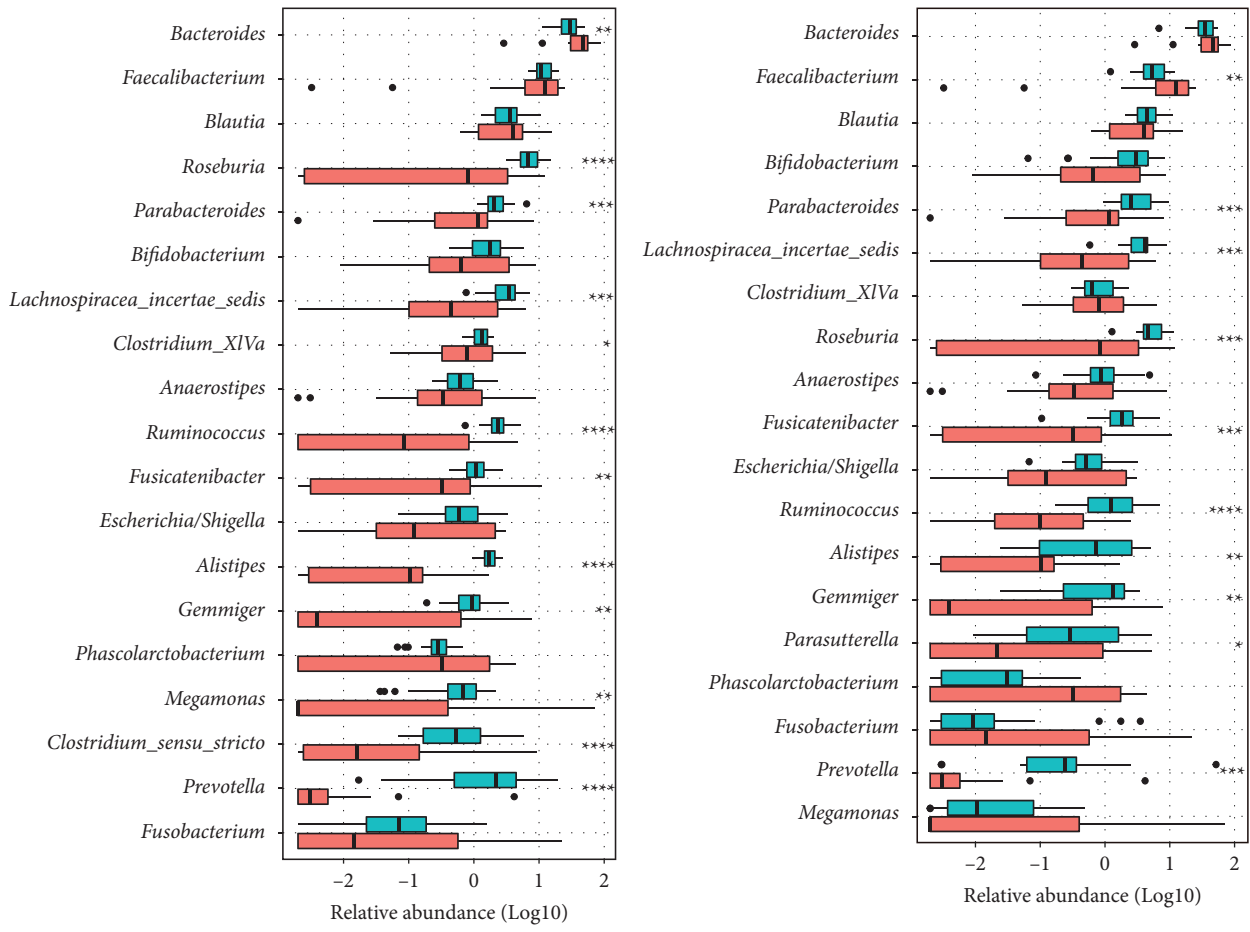 Bacteroides
**
Faecalibacterium
Blautia
Roseburia
****
Parabacteroides
***
Bifidobacterium
Lachnospiracea_incertae_sedis
***
Clostridium_XlVa
*
Anaerostipes
Ruminococcus
****
Fusicatenibacter
**
Escherichia/Shigella
Alistipes
****
Gemmiger
**
Phascolarctobacterium
Megamonas
**
Clostridium_sensu_stricto
****
Prevotella
****
Fusobacterium
−2 −1 0 1 2
Relative abundance (Log10)
Bacteroides
Faecalibacterium
**
Blautia
Bifidobacterium
Parabacteroides
***
Lachnospiracea_incertae_sedis
***
Clostridium_XlVa
Roseburia
***
Anaerostipes
Fusicatenibacter
***
Escherichia/Shigella
Ruminococcus
****
Alistipes
**
Gemmiger
**
Parasutterella
*
Phascolarctobacterium
Fusobacterium
Prevotella
***
Megamonas
−2 −1 0 1 2
Relative abundance (Log10)